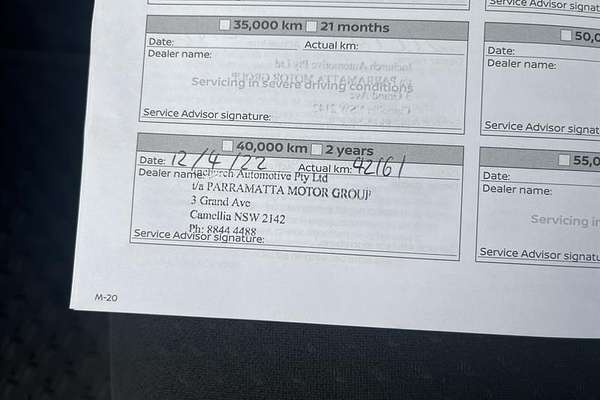 Service Advisor signat
35,000 km 21 months
Date: Actual km:
Dealer name:
Servicing in severe driving conditions
Service Advisor signature:
50,0
Date:
Dealer name:
Service Advisor signat
40,000 km 2 years
Date: 12/4/22 Actual km: 42161
Dealer name: church Automotive Pty Ltd
t/a PARRAMATTA MOTOR GROUP
3 Grand Ave
Camellia NSW 2142
Ph: 8844 4488
Service Advisor signature:
55,0
Date:
Dealer name:
Servicing in
Service Advisor signatu
M-20